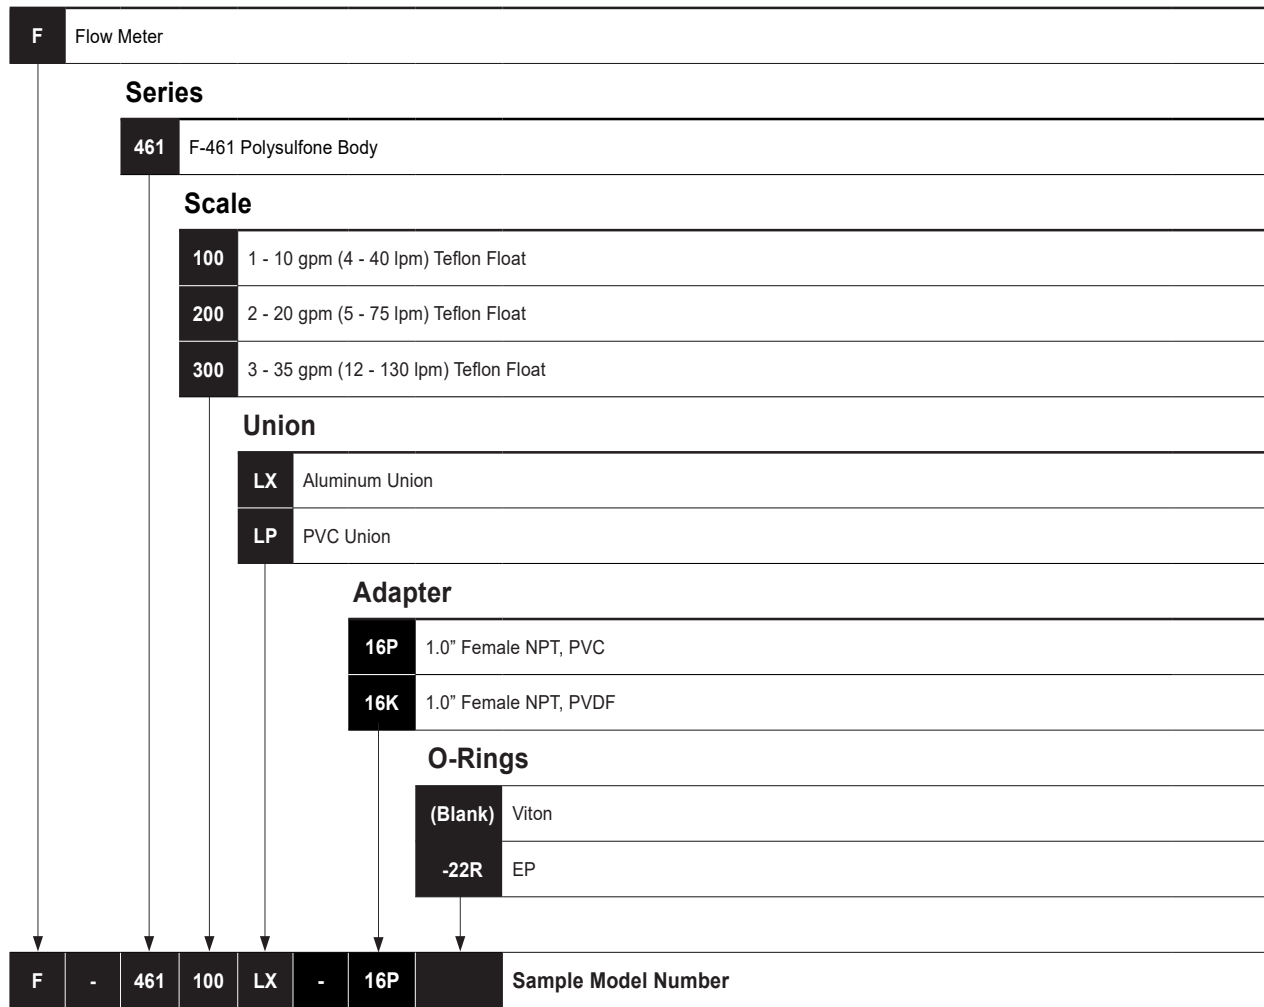 F Flow Meter
Series
461 F-461 Polysulfone Body
Scale
100 1 - 10 gpm (4 - 40 lpm) Teflon Float
200 2 - 20 gpm (5 - 75 lpm) Teflon Float
300 3 - 35 gpm (12 - 130 lpm) Teflon Float
Union
LX Aluminum Union
LP PVC Union
Adapter
16P 1.0” Female NPT, PVC
16K 1.0” Female NPT, PVDF
O-Rings
(Blank) Viton
-22R EP
F - 461 100 LX - 16P Sample Model Number